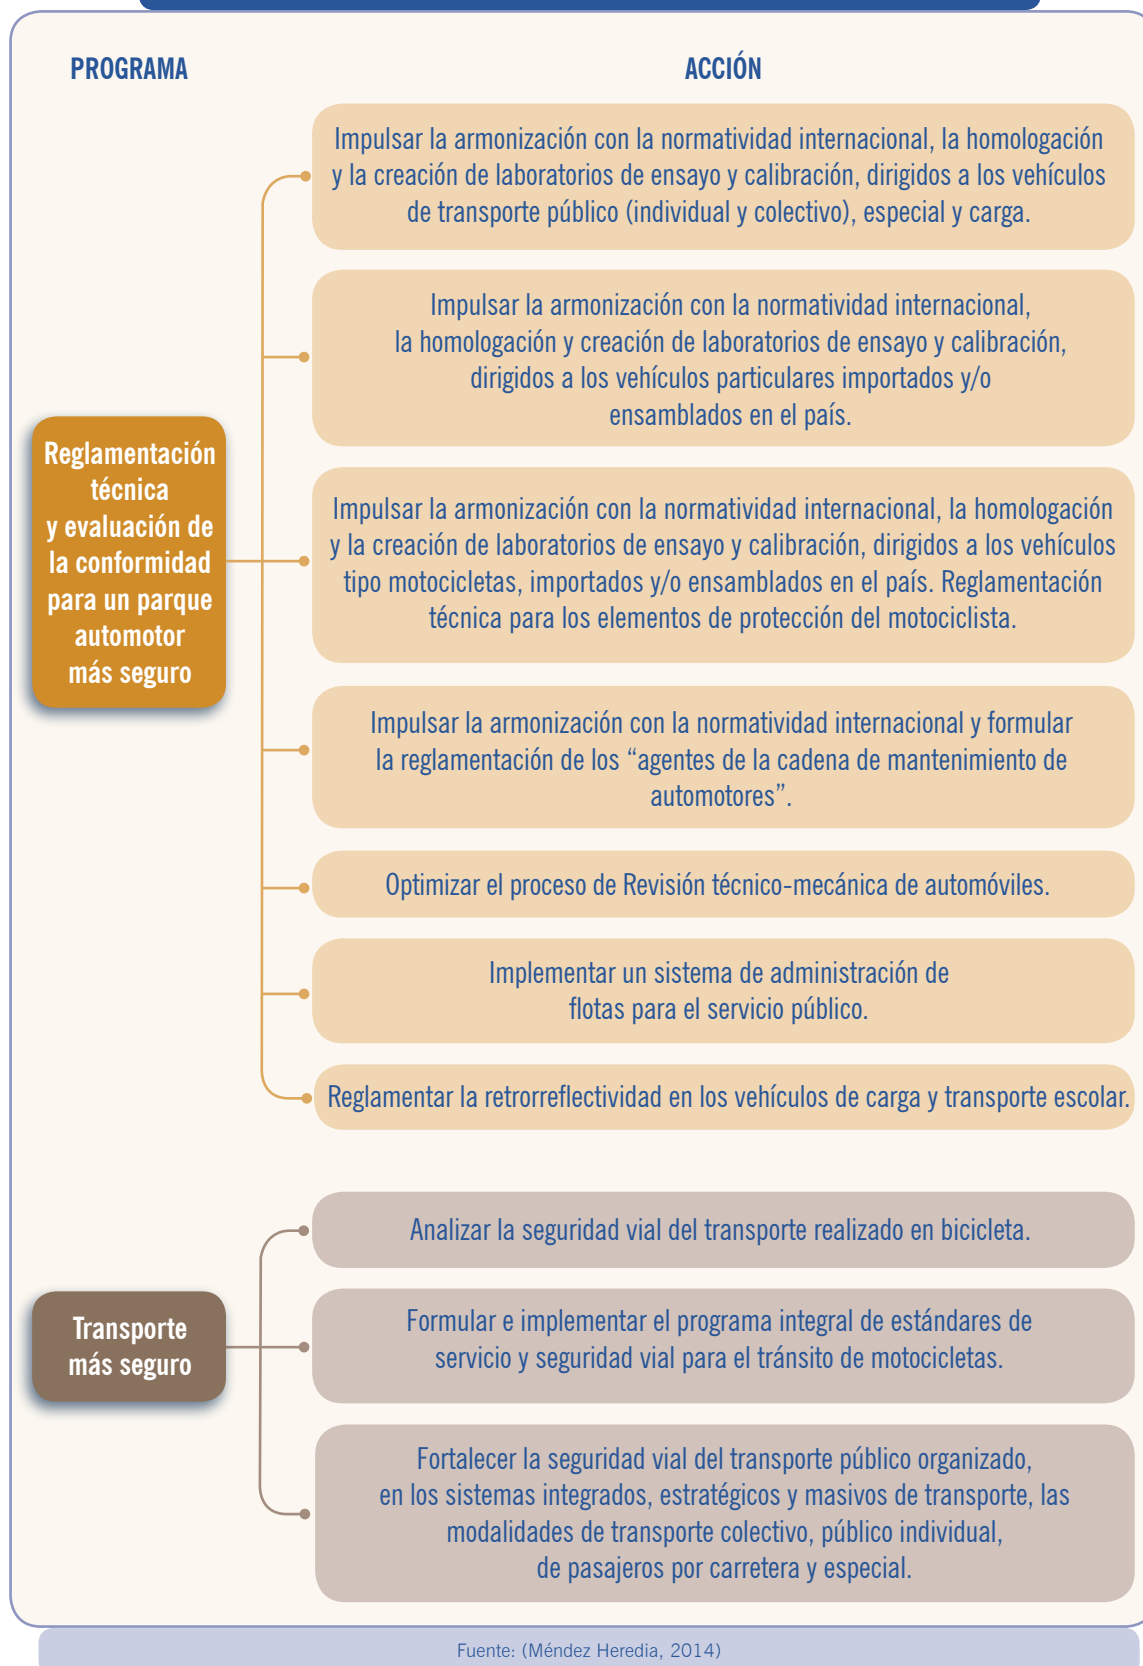 PROGRAMA
ACCIÓN
Reglamentación
técnica
y evaluación de
la conformidad
para un parque
automotor
más seguro
Impulsar la armonización con la normatividad internacional, la homologación
y la creación de laboratorios de ensayo y calibración, dirigidos a los vehículos
de transporte público (individual y colectivo), especial y carga.
Impulsar la armonización con la normatividad internacional,
la homologación y creación de laboratorios de ensayo y calibración,
dirigidos a los vehículos particulares importados y/o
ensamblados en el país.
Impulsar la armonización con la normatividad internacional, la homologación
y la creación de laboratorios de ensayo y calibración, dirigidos a los vehículos
tipo motocicletas, importados y/o ensamblados en el país. Reglamentación
técnica para los elementos de protección del motociclista.
Impulsar la armonización con la normatividad internacional y formular
la reglamentación de los “agentes de la cadena de mantenimiento de
automotores”.
Optimizar el proceso de Revisión técnico-mecánica de automóviles.
Implementar un sistema de administración de
flotas para el servicio público.
Reglamentar la retrorreflectividad en los vehículos de carga y transporte escolar.
Transporte
más seguro
Analizar la seguridad vial del transporte realizado en bicicleta.
Formular e implementar el programa integral de estándares de
servicio y seguridad vial para el tránsito de motocicletas.
Fortalecer la seguridad vial del transporte público organizado,
en los sistemas integrados, estratégicos y masivos de transporte, las
modalidades de transporte colectivo, público individual,
de pasajeros por carretera y especial.
Fuente: (Méndez Heredia, 2014)